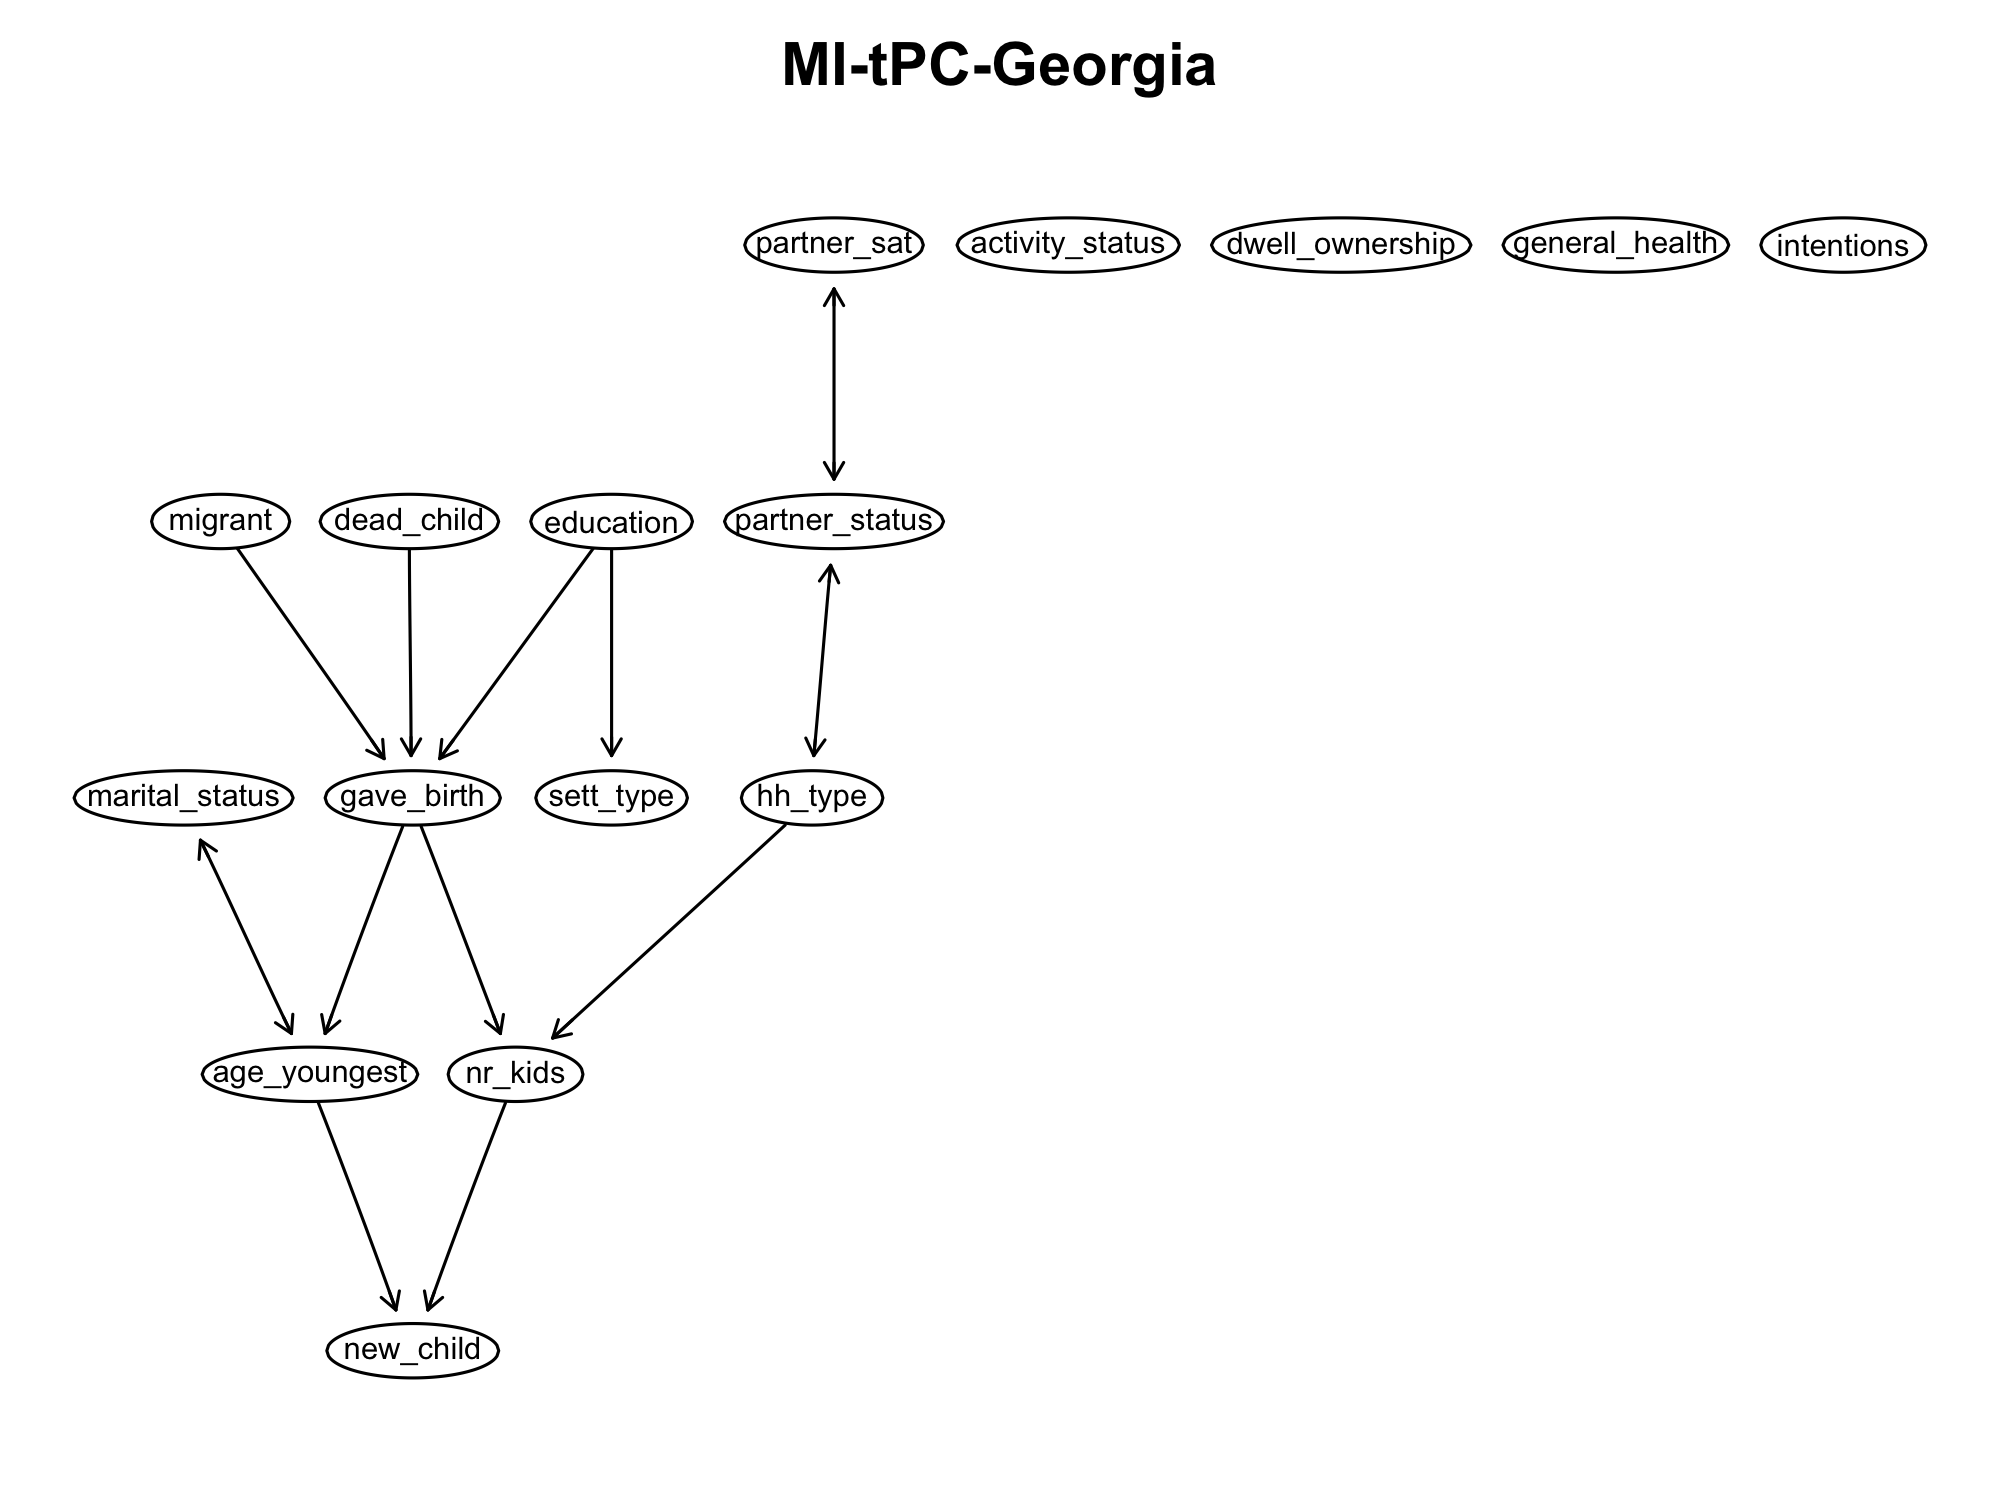 MI-tPC-Georgia
partner_sat activity_status dwell_ownership general_health intentions
migrant dead_child education partner_status
marital_status gave_birth sett_type hh_type
age_youngest nr_kids
new_child